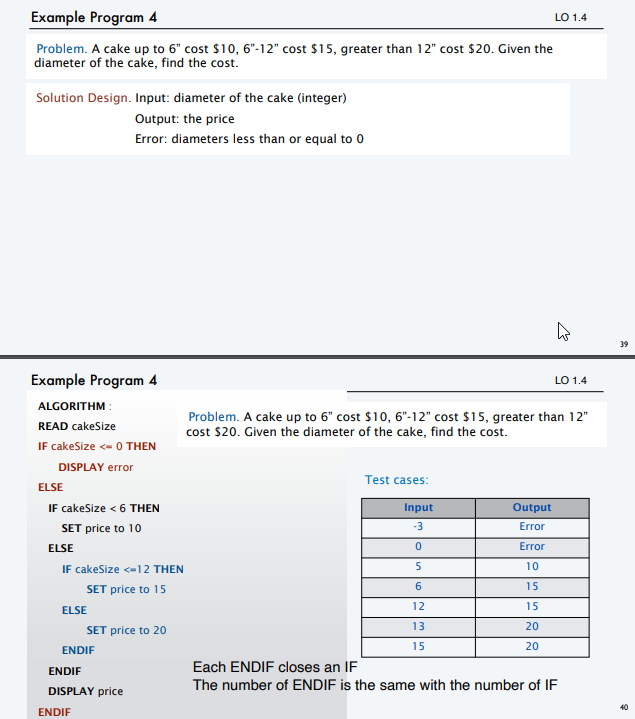 Example Program 4
LO 1.4
Problem. A cake up to 6” cost $10, 6”-12” cost $15, greater than 12” cost $20. Given the
diameter of the cake, find the cost.
Solution Design. Input: diameter of the cake (integer)
Output: the price
Error: diameters less than or equal to 0
39
Example Program 4
LO 1.4
ALGORITHM :
READ cakeSize
IF cakeSize <= 0 THEN
DISPLAY error
ELSE
IF cakeSize < 6 THEN
SET price to 10
ELSE
IF cakeSize <=12 THEN
SET price to 15
ELSE
SET price to 20
ENDIF
ENDIF
DISPLAY price
ENDIF
Problem. A cake up to 6” cost $10, 6”-12” cost $15, greater than 12”
cost $20. Given the diameter of the cake, find the cost.
Test cases:
Input Output
-3 Error
0 Error
5 10
6 15
12 15
13 20
15 20
Each ENDIF closes an IF
The number of ENDIF is the same with the number of IF
40